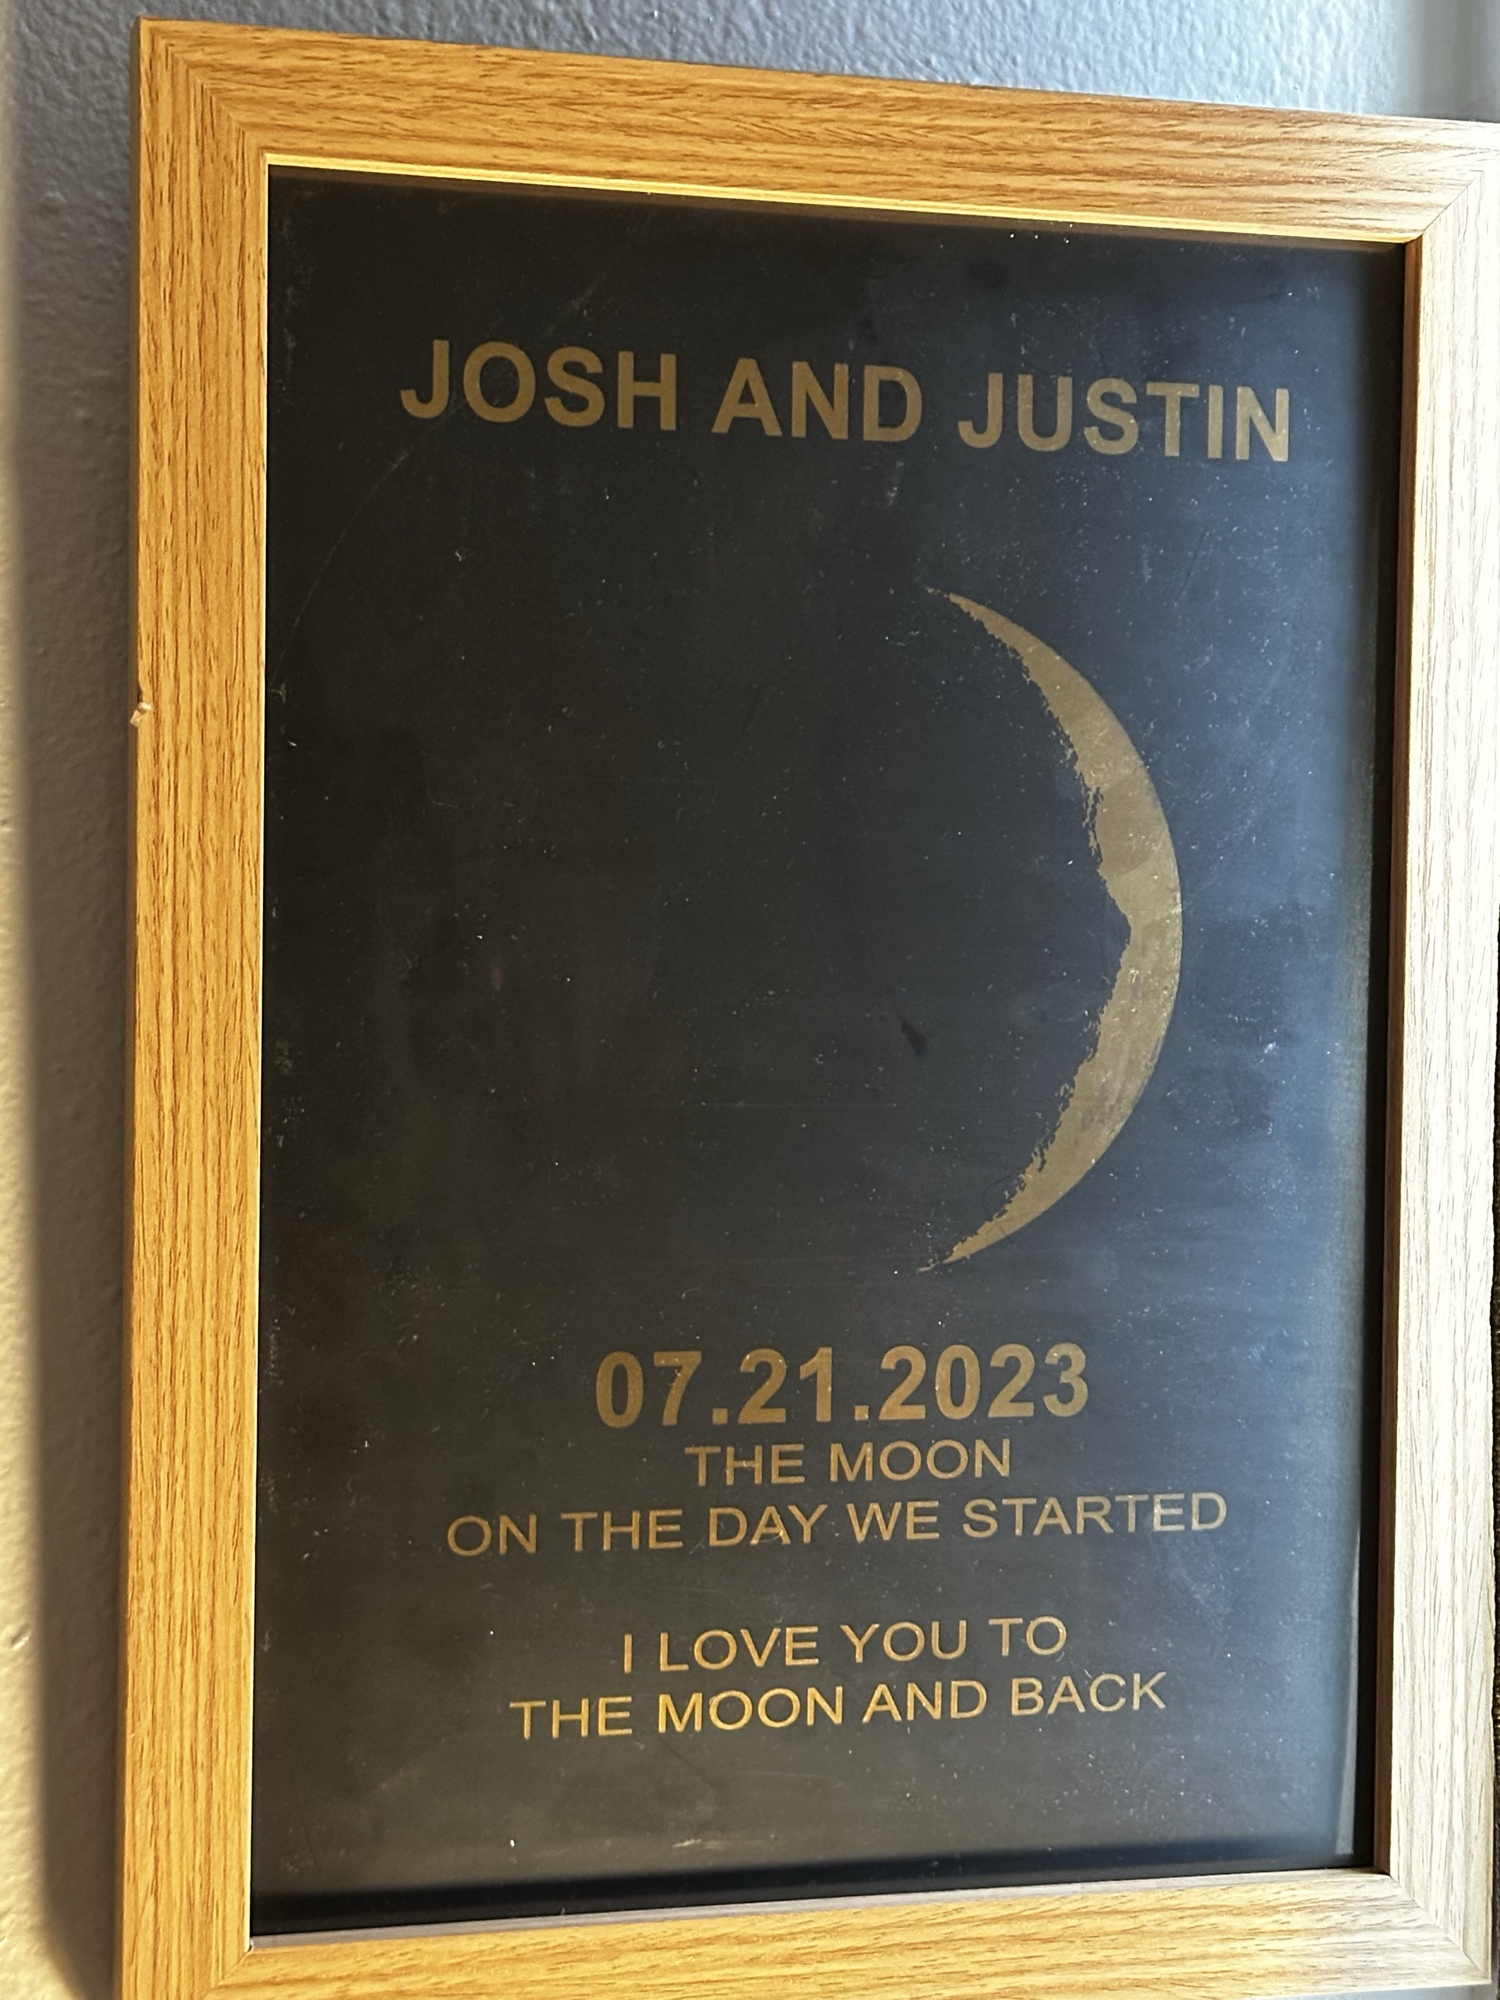 JOSH AND JUSTIN
07.21.2023
THE MOON
ON THE DAY WE STARTED
I LOVE YOU TO
THE MOON AND BACK